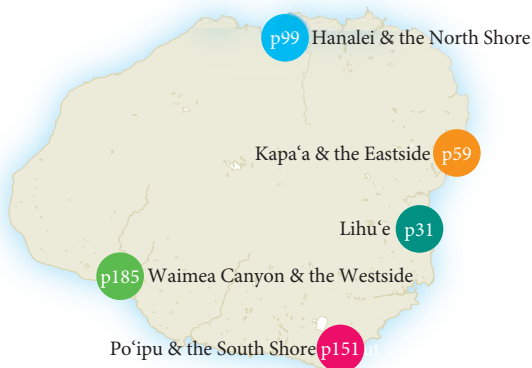 p99 Hanalei & the North Shore
Kapa‘a & the Eastside p59
Lihu‘e p31
p185 Waimea Canyon & the Westside
Po‘ipu & the South Shore p151